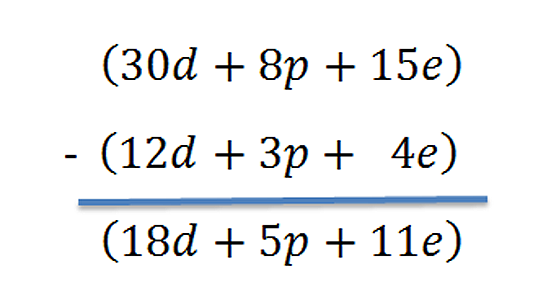 (30d + 8p + 15e)
- (12d + 3p + 4e)
(18d + 5p + 11e)